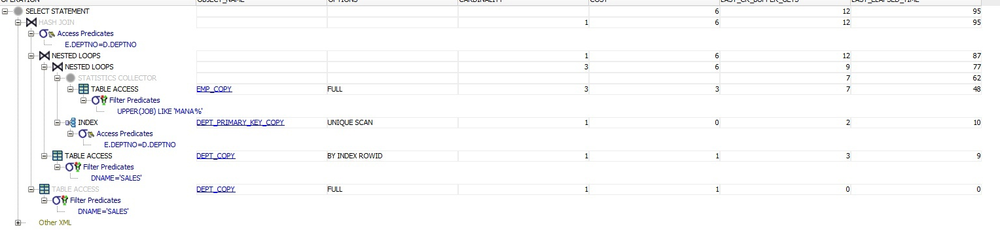 OPERATION OBJECT_NAME OPTIONS CARDINALITY COST LAST_CR_BUFFER_GETS LAST_ELAPSED_TIME
SELECT STATEMENT 6 12 95
HASH JOIN 1 6 12 95
Access Predicates
E.DEPTNO=D.DEPTNO
NESTED LOOPS 1 6 12 87
NESTED LOOPS 3 6 9 77
STATISTICS COLLECTOR 7 62
TABLE ACCESS EMP_COPY FULL 3 3 7 48
Filter Predicates
UPPER(JOB) LIKE 'MANA%'
INDEX DEPT_PRIMARY_KEY_COPY UNIQUE SCAN 1 0 2 10
Access Predicates
E.DEPTNO=D.DEPTNO
TABLE ACCESS DEPT_COPY BY INDEX ROWID 1 1 3 9
Filter Predicates
DNAME='SALES'
TABLE ACCESS DEPT_COPY FULL 1 1 0 0
Filter Predicates
DNAME='SALES'
Other XML